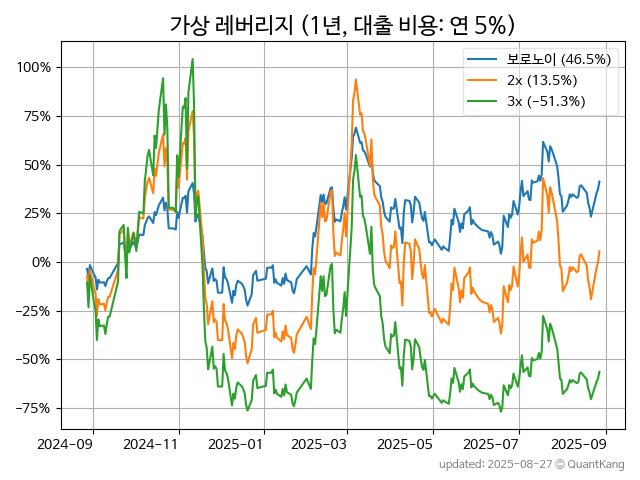 가상 레버리지 (1년, 대출 비용: 연 5%)
보로노이 (46.5%)
2x (13.5%)
3x (−51.3%)
100%
75%
50%
25%
0%
−25%
−50%
−75%
2024-09 2024-11 2025-01 2025-03 2025-05 2025-07 2025-09
updated: 2025-08-27 © QuantKang